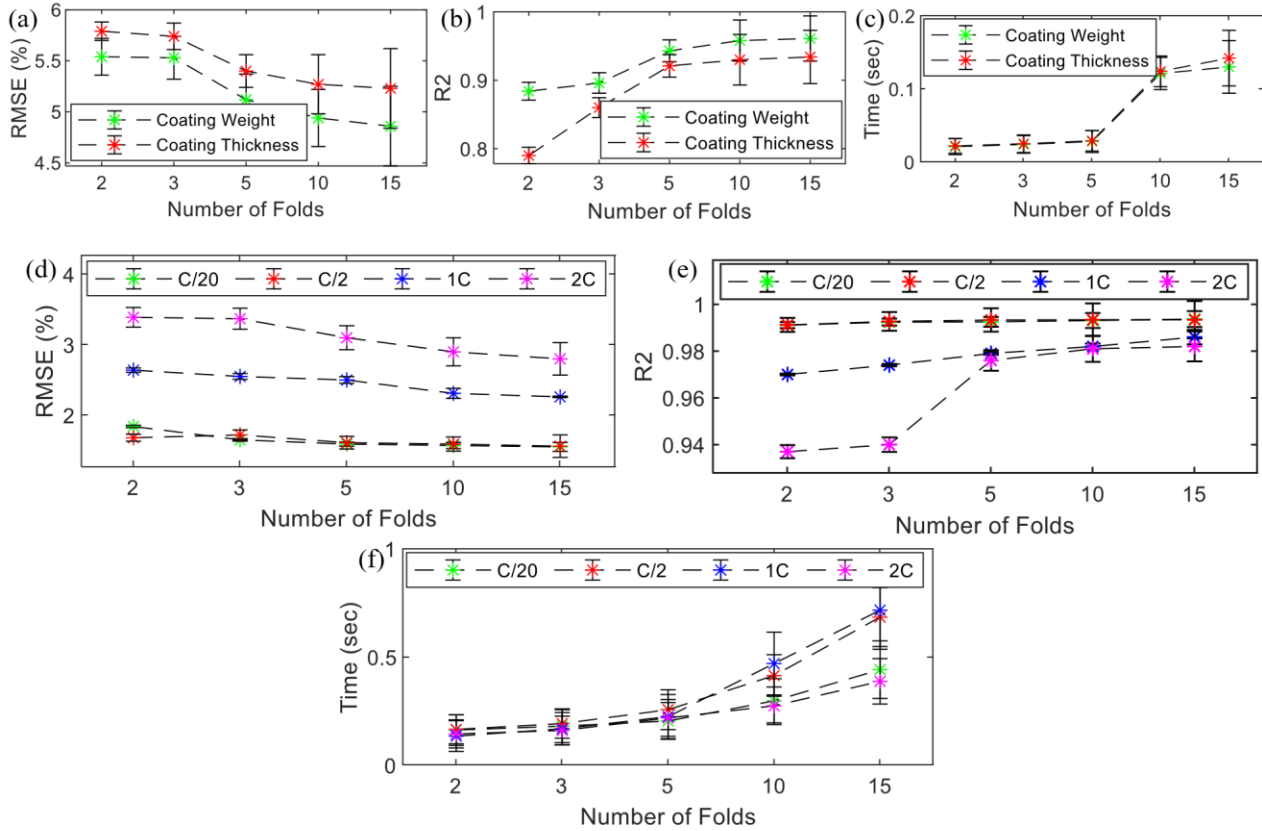 (a)
RMSE (%)
6
5.5
5
4.5
Coating Weight
Coating Thickness
2 3 5 10 15
Number of Folds
(b)
R2
1
0.9
0.8
Coating Weight
Coating Thickness
2 3 5 10 15
Number of Folds
(c)
Time (sec)
0.2
0.1
0
Coating Weight
Coating Thickness
2 3 5 10 15
Number of Folds
(d)
RMSE (%)
4
3
2
C/20 C/2 1C 2C
2 3 5 10 15
Number of Folds
(e)
R2
1
0.98
0.96
0.94
C/20 C/2 1C 2C
2 3 5 10 15
Number of Folds
(f)
Time (sec)
1
0.5
0
C/20 C/2 1C 2C
2 3 5 10 15
Number of Folds